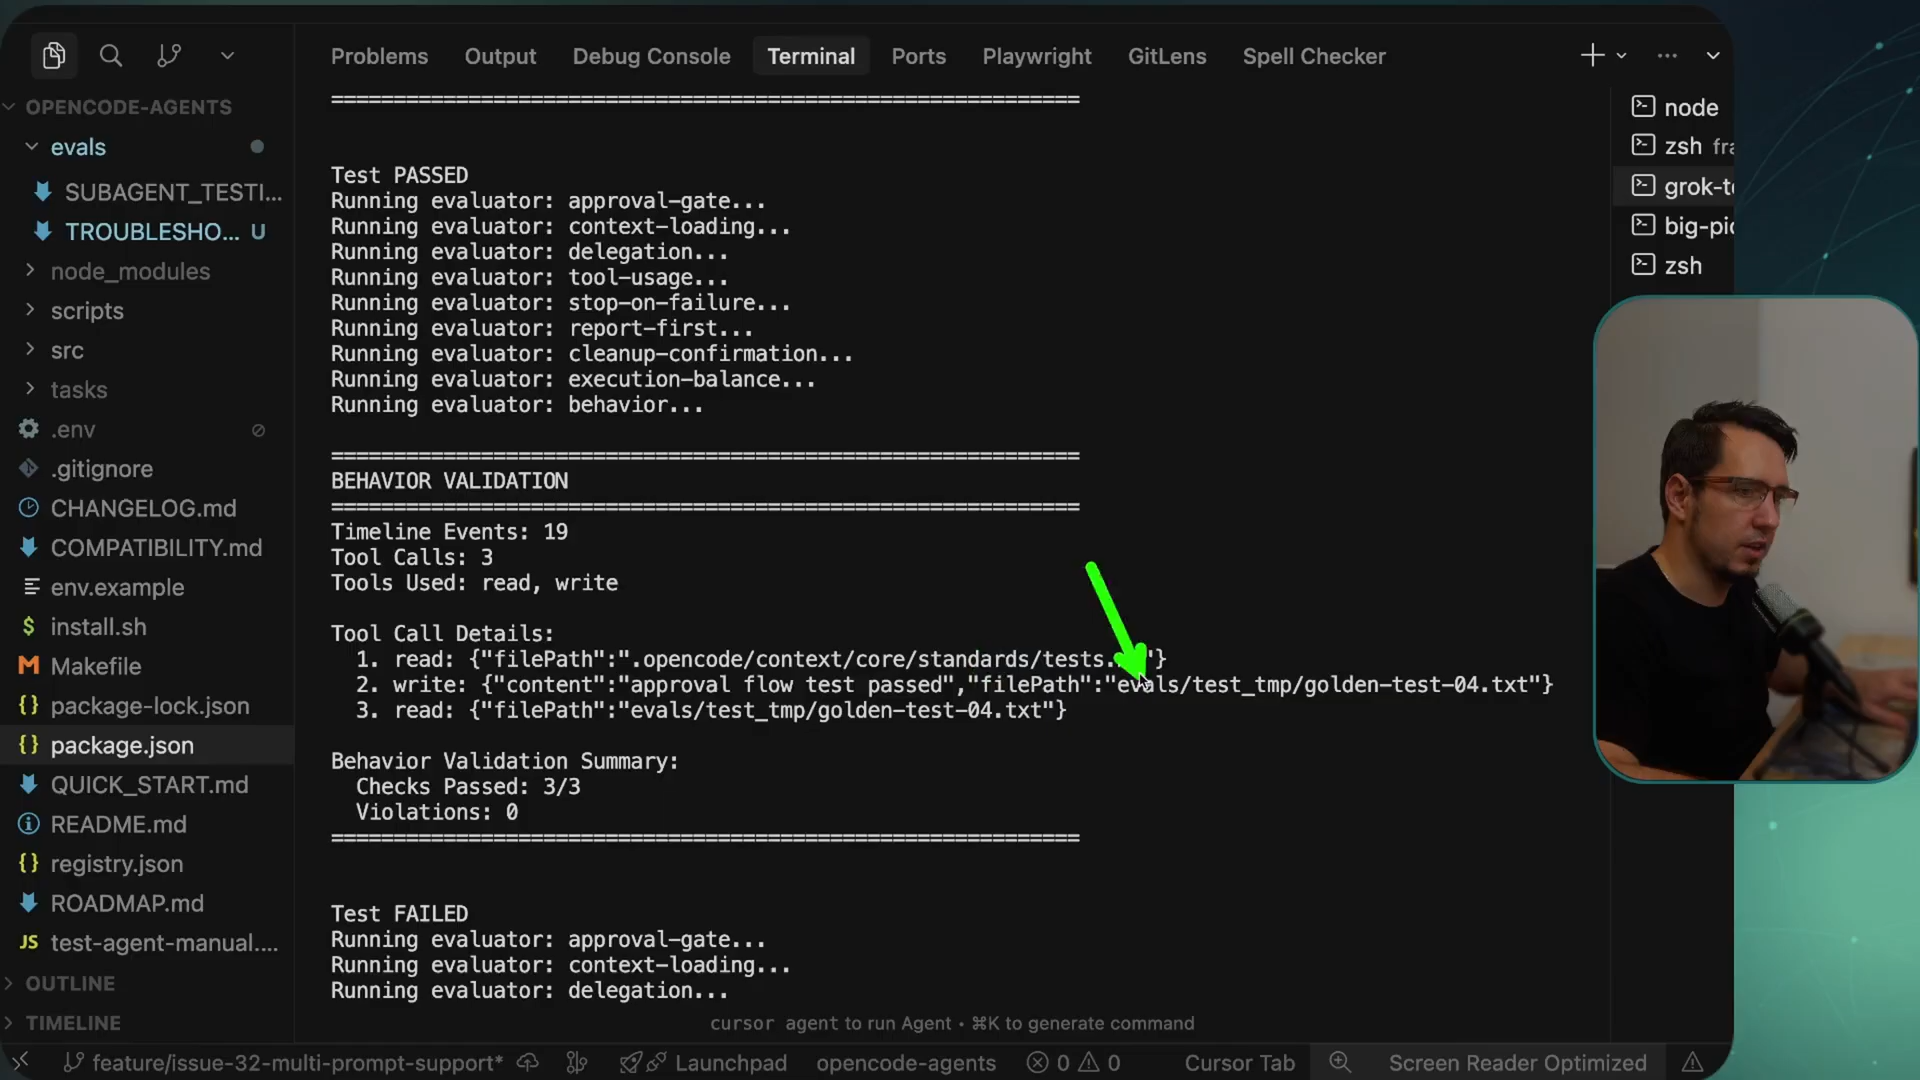 Problems Output Debug Console Terminal Ports Playwright GitLens Spell Checker
OPENCODE-AGENTS
evals
SUBAGENT_TESTI...
TROUBLESHO... U
node_modules
scripts
src
tasks
.env
.gitignore
CHANGELOG.md
COMPATIBILITY.md
env.example
install.sh
Makefile
package-lock.json
package.json
QUICK_START.md
README.md
registry.json
ROADMAP.md
JS test-agent-manual....
OUTLINE
TIMELINE
============================================================
Test PASSED
Running evaluator: approval-gate...
Running evaluator: context-loading...
Running evaluator: delegation...
Running evaluator: tool-usage...
Running evaluator: stop-on-failure...
Running evaluator: report-first...
Running evaluator: cleanup-confirmation...
Running evaluator: execution-balance...
Running evaluator: behavior...
============================================================
BEHAVIOR VALIDATION
============================================================
Timeline Events: 19
Tool Calls: 3
Tools Used: read, write
Tool Call Details:
1. read: {"filePath":".opencode/context/core/standards/tests."}
2. write: {"content":"approval flow test passed","filePath":"evals/test_tmp/golden-test-04.txt"}
3. read: {"filePath":"evals/test_tmp/golden-test-04.txt"}
Behavior Validation Summary:
Checks Passed: 3/3
Violations: 0
============================================================
Test FAILED
Running evaluator: approval-gate...
Running evaluator: context-loading...
Running evaluator: delegation...
cursor agent to run Agent • ⌘K to generate command
node
zsh fra
grok-te
big-pic
zsh
feature/issue-32-multi-prompt-support* Launchpad opencode-agents 0 0 Cursor Tab Screen Reader Optimized